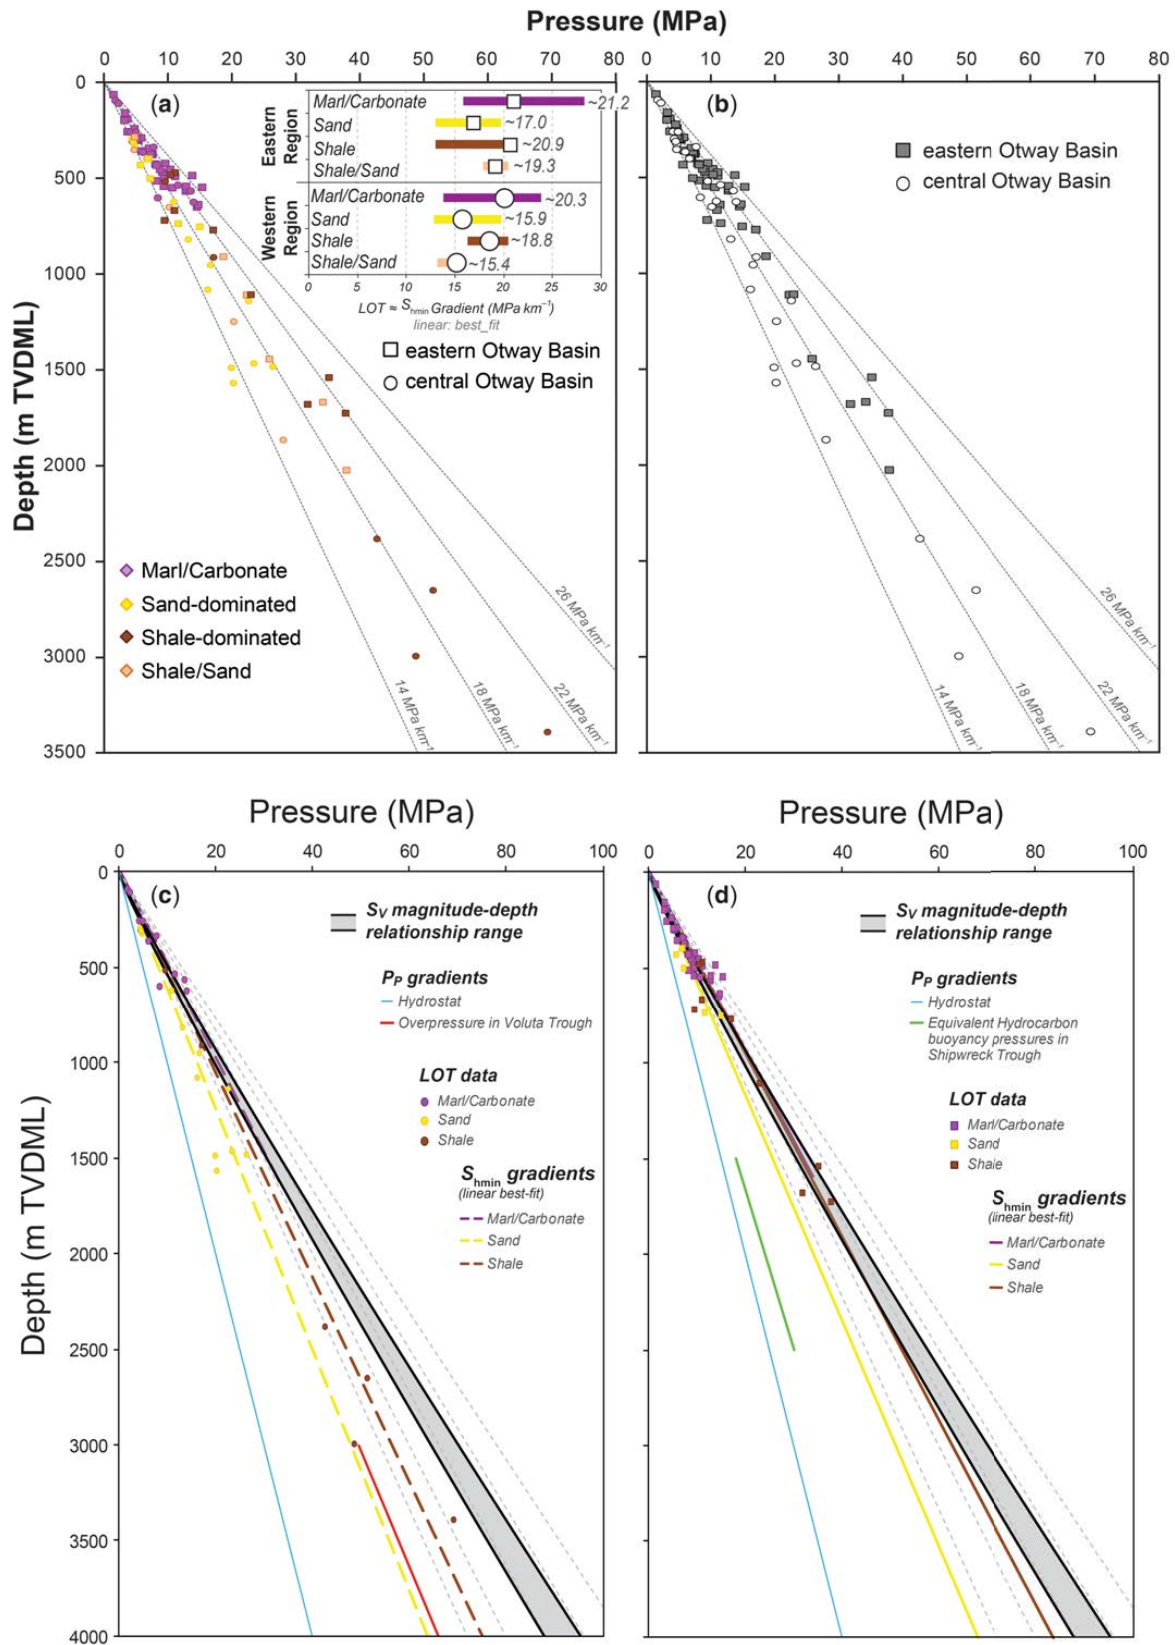 Pressure (MPa)
0 10 20 30 40 50 60 70 80
0 10 20 30 40 50 60 70 80
Depth (m TVDML)
0
500
1000
1500
2000
2500
3000
3500
(a)
Eastern Region
Marl/Carbonate ~21.2
Sand ~17.0
Shale ~20.9
Shale/Sand ~19.3
Western Region
Marl/Carbonate ~20.3
Sand ~15.9
Shale ~18.8
Shale/Sand ~15.4
0 5 10 15 20 25 30
LOT ≈ Shmin Gradient (MPa km⁻¹)
linear: best_fit
eastern Otway Basin
central Otway Basin
Marl/Carbonate
Sand-dominated
Shale-dominated
Shale/Sand
14 MPa km⁻¹
18 MPa km⁻¹
22 MPa km⁻¹
26 MPa km⁻¹
(b)
eastern Otway Basin
central Otway Basin
14 MPa km⁻¹
18 MPa km⁻¹
22 MPa km⁻¹
26 MPa km⁻¹
Pressure (MPa)
0 20 40 60 80 100
Depth (m TVDML)
0
500
1000
1500
2000
2500
3000
3500
4000
(c)
SV magnitude-depth
relationship range
PP gradients
Hydrostat
Overpressure in Voluta Trough
LOT data
Marl/Carbonate
Sand
Shale
Shmin gradients
(linear best-fit)
Marl/Carbonate
Sand
Shale
Pressure (MPa)
0 20 40 60 80 100
(d)
SV magnitude-depth
relationship range
PP gradients
Hydrostat
Equivalent Hydrocarbon
buoyancy pressures in
Shipwreck Trough
LOT data
Marl/Carbonate
Sand
Shale
Shmin gradients
(linear best-fit)
Marl/Carbonate
Sand
Shale